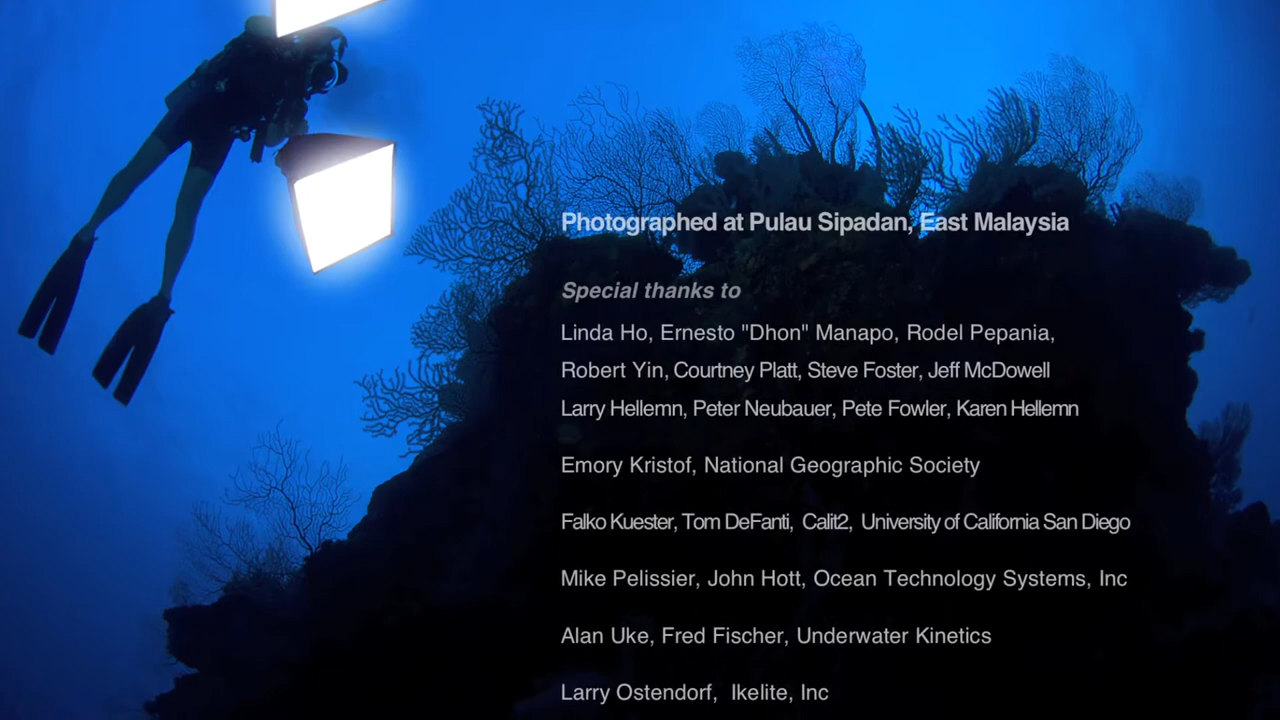 Photographed at Pulau Sipadan, East Malaysia
Special thanks to
Linda Ho, Ernesto "Dhon" Manapo, Rodel Pepania,
Robert Yin, Courtney Platt, Steve Foster, Jeff McDowell
Larry Hellemn, Peter Neubauer, Pete Fowler, Karen Hellemn
Emory Kristof, National Geographic Society
Falko Kuester, Tom DeFanti, Calit2, University of California San Diego
Mike Pelissier, John Hott, Ocean Technology Systems, Inc
Alan Uke, Fred Fischer, Underwater Kinetics
Larry Ostendorf, Ikelite, Inc